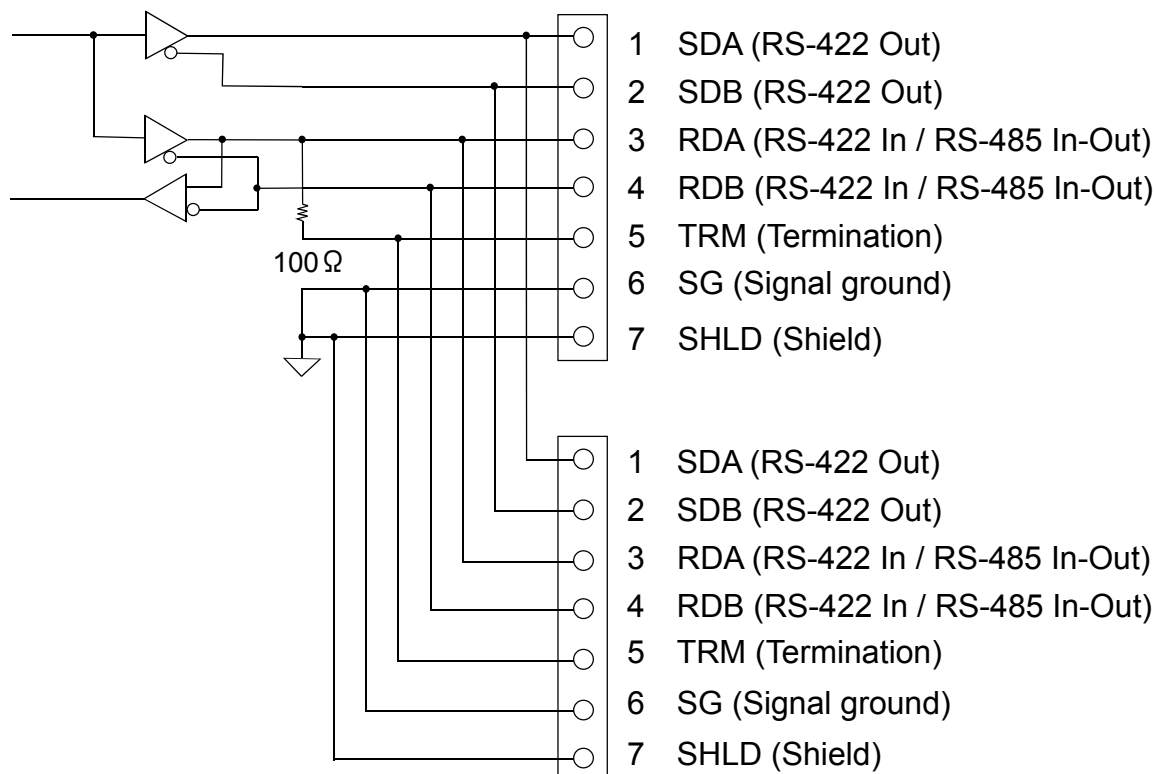 1 SDA (RS-422 Out)
2 SDB (RS-422 Out)
3 RDA (RS-422 In / RS-485 In-Out)
4 RDB (RS-422 In / RS-485 In-Out)
5 TRM (Termination)
100Ω
6 SG (Signal ground)
7 SHLD (Shield)
1 SDA (RS-422 Out)
2 SDB (RS-422 Out)
3 RDA (RS-422 In / RS-485 In-Out)
4 RDB (RS-422 In / RS-485 In-Out)
5 TRM (Termination)
6 SG (Signal ground)
7 SHLD (Shield)